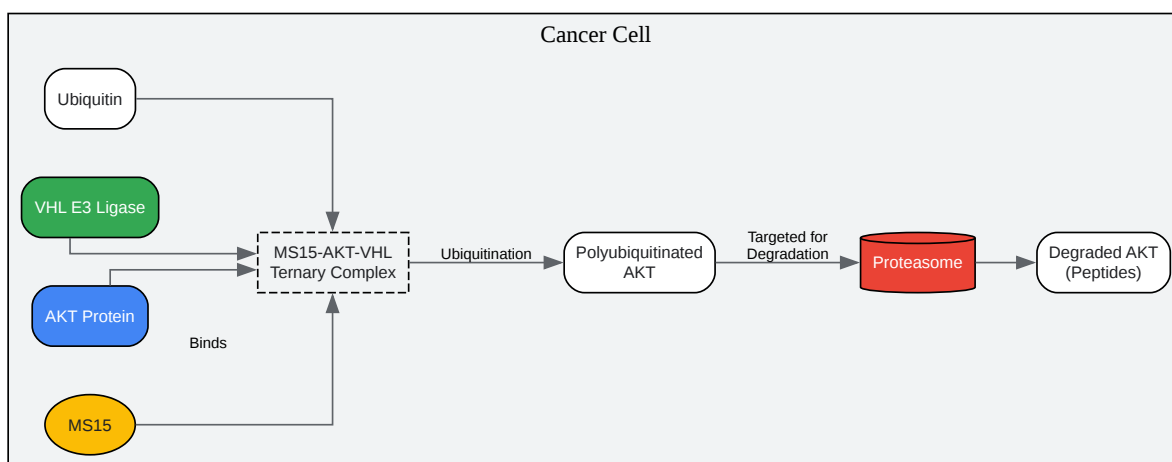 Cancer Cell
Ubiquitin
VHL E3 Ligase
AKT Protein
Binds
MS15
MS15-AKT-VHL
Ternary Complex
Ubiquitination
Polyubiquitinated
AKT
Targeted for
Degradation
Proteasome
Degraded AKT
(Peptides)